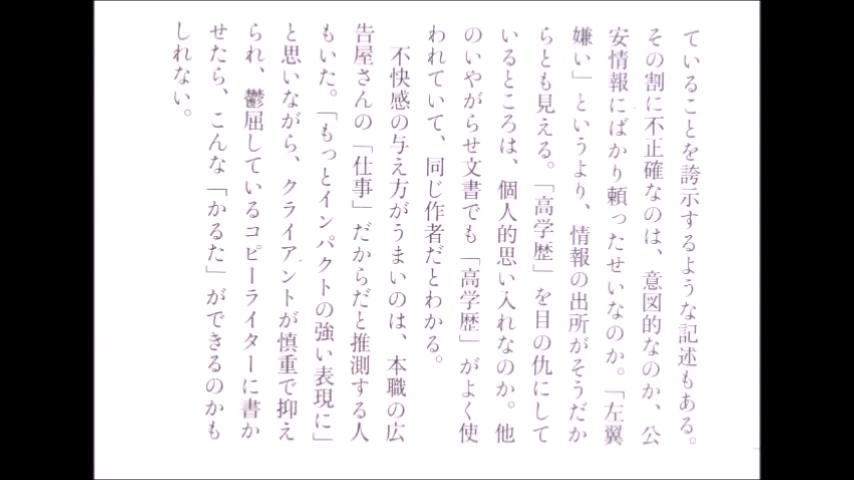 ていることを誇示するような記述もある。
その割に不正確なのは、意図的なのか、公
安情報にばかり頼ったせいなのか。「左翼
嫌い」というより、情報の出所がそうだか
らとも見える。「高学歴」を目の仇にして
いるところは、個人的思い入れなのか。他
のいやがらせ文書でも「高学歴」がよく使
われていて、同じ作者だとわかる。
不快感の与え方がうまいのは、本職の広
告屋さんの「仕事」だからだと推測する人
もいた。「もっとインパクトの強い表現に」
と思いながら、クライアントが慎重で抑え
られ、鬱屈しているコピーライターに書か
せたら、こんな「かるた」ができるのかも
しれない。